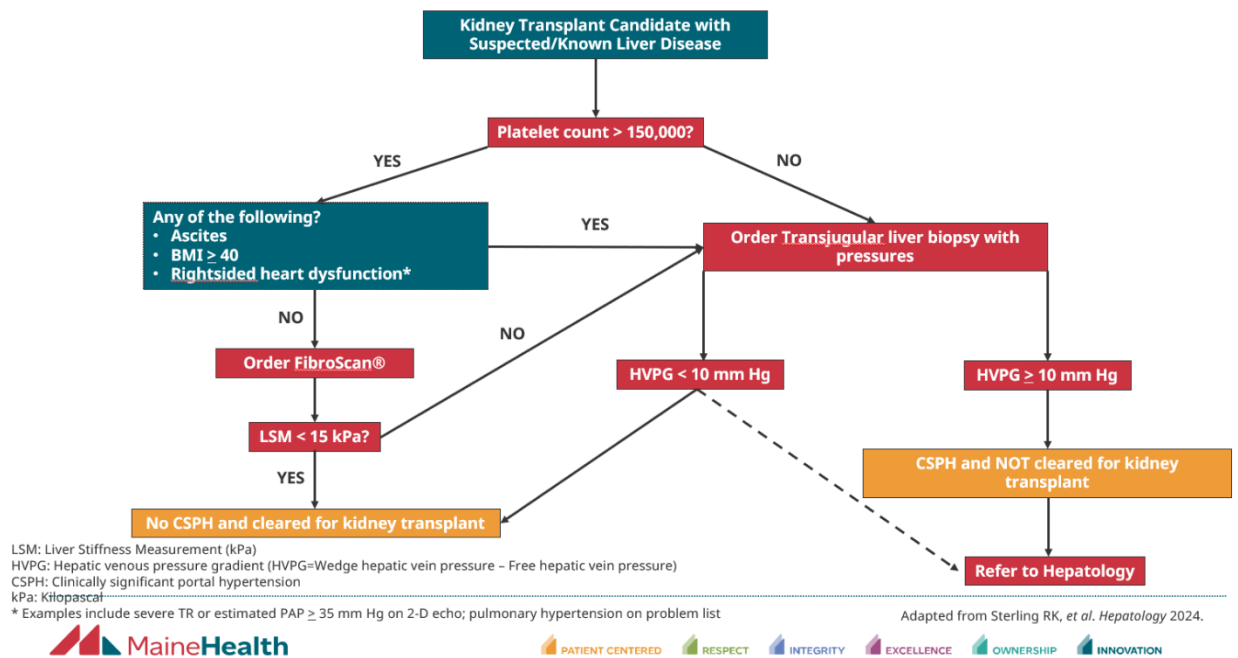 Kidney Transplant Candidate with
Suspected/Known Liver Disease
Platelet count > 150,000?
YES
NO
Any of the following?
• Ascites
• BMI ≥ 40
• Rightsided heart dysfunction*
YES
Order Transjugular liver biopsy with
pressures
NO
NO
Order FibroScan®
HVPG < 10 mm Hg
HVPG ≥ 10 mm Hg
LSM < 15 kPa?
YES
CSPH and NOT cleared for kidney
transplant
No CSPH and cleared for kidney transplant
Refer to Hepatology
LSM: Liver Stiffness Measurement (kPa)
HVPG: Hepatic venous pressure gradient (HVPG=Wedge hepatic vein pressure – Free hepatic vein pressure)
CSPH: Clinically significant portal hypertension
kPa: Kilopascal
* Examples include severe TR or estimated PAP ≥ 35 mm Hg on 2-D echo; pulmonary hypertension on problem list
Adapted from Sterling RK, et al. Hepatology 2024.
MaineHealth
PATIENT CENTERED
RESPECT
INTEGRITY
EXCELLENCE
OWNERSHIP
INNOVATION